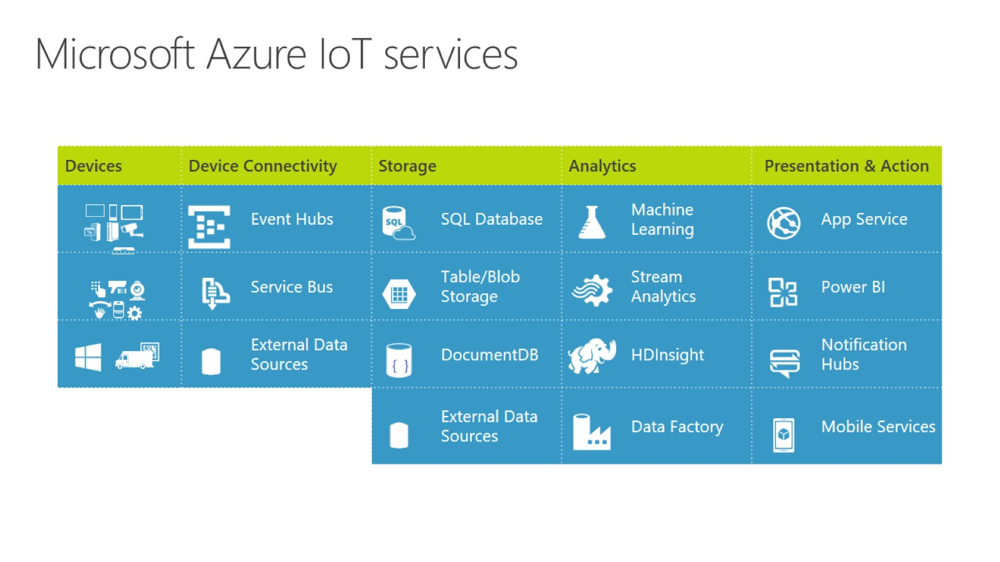 Microsoft Azure IoT services
Devices
Device Connectivity
Storage
Analytics
Presentation & Action
Event Hubs
SQL
SQL Database
Machine
Learning
App Service
Service Bus
Table/Blob
Storage
Stream
Analytics
Power BI
External Data
Sources
{ }
DocumentDB
HDInsight
Notification
Hubs
External Data
Sources
Data Factory
Mobile Services